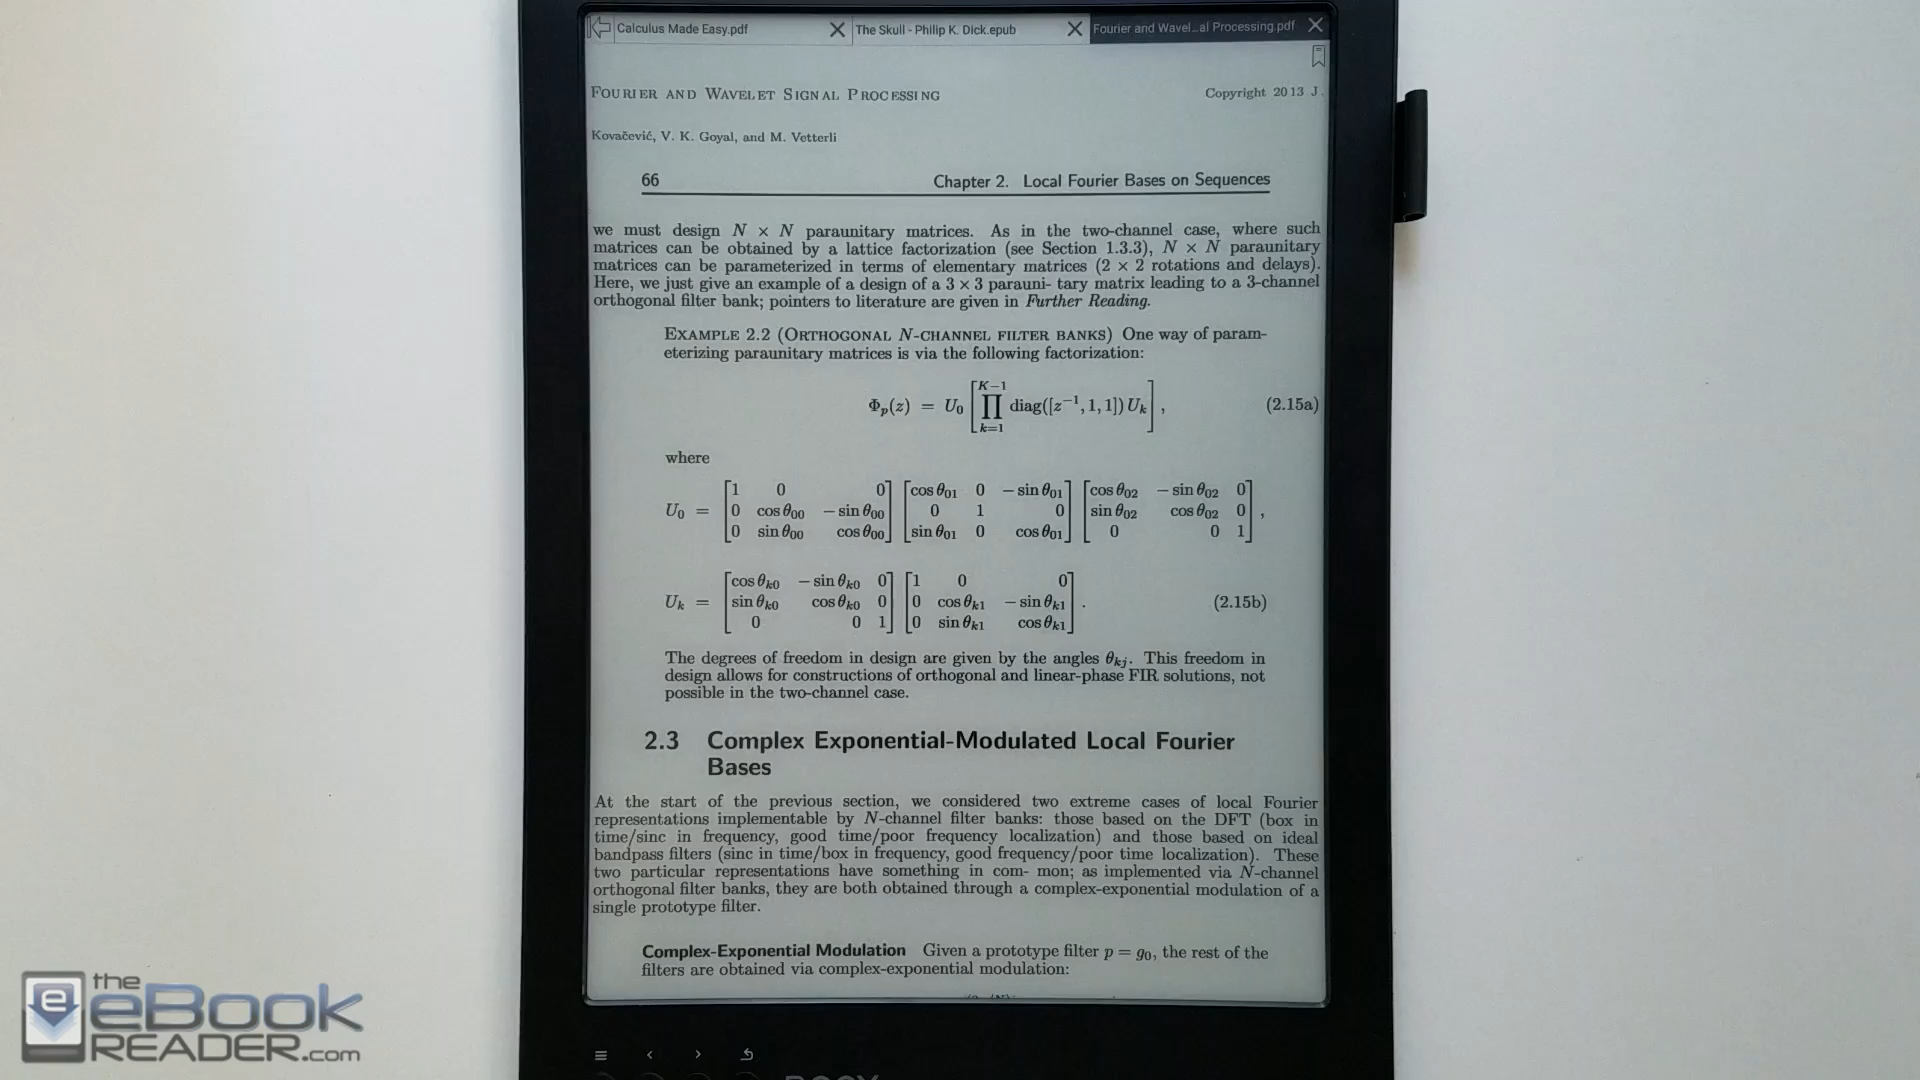 Calculus Made Easy.pdf
The Skull - Philip K. Dick.epub
Fourier and Wavel...al Processing.pdf
FOURIER AND WAVELET SIGNAL PROCESSING
Copyright 2013 J.
Kovačević, V. K. Goyal, and M. Vetterli
66
Chapter 2. Local Fourier Bases on Sequences
we must design N × N paraunitary matrices. As in the two-channel case, where such
matrices can be obtained by a lattice factorization (see Section 1.3.3), N × N paraunitary
matrices can be parameterized in terms of elementary matrices (2 × 2 rotations and delays).
Here, we just give an example of a design of a 3 × 3 parauni- tary matrix leading to a 3-channel
orthogonal filter bank; pointers to literature are given in Further Reading.
EXAMPLE 2.2 (ORTHOGONAL N-CHANNEL FILTER BANKS) One way of param-
eterizing paraunitary matrices is via the following factorization:
Φp(z) = U0 [ ∏ k=1 K−1 diag([z−1, 1, 1]) Uk ] , (2.15a)
where
U0 = [1 0 0] [cos θ01 0 − sin θ01] [cos θ02 − sin θ02 0]
[0 cos θ00 − sin θ00] [0 1 0] [sin θ02 cos θ02 0] ,
[0 sin θ00 cos θ00] [sin θ01 0 cos θ01] [0 0 1]
Uk = [cos θk0 − sin θk0 0] [1 0 0]
[sin θk0 cos θk0 0] [0 cos θk1 − sin θk1] . (2.15b)
[0 0 1] [0 sin θk1 cos θk1]
The degrees of freedom in design are given by the angles θkj. This freedom in
design allows for constructions of orthogonal and linear-phase FIR solutions, not
possible in the two-channel case.
2.3 Complex Exponential-Modulated Local Fourier
Bases
At the start of the previous section, we considered two extreme cases of local Fourier
representations implementable by N-channel filter banks: those based on the DFT (box in
time/sinc in frequency, good time/poor frequency localization) and those based on ideal
bandpass filters (sinc in time/box in frequency, good frequency/poor time localization). These
two particular representations have something in com- mon; as implemented via N-channel
orthogonal filter banks, they are both obtained through a complex-exponential modulation of a
single prototype filter.
Complex-Exponential Modulation Given a prototype filter p = g0, the rest of the
filters are obtained via complex-exponential modulation:
the
eBook
READER.com